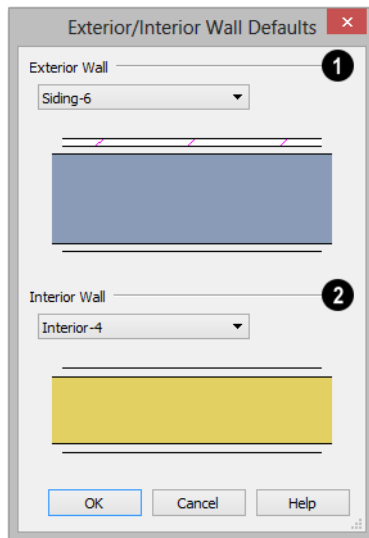 Exterior/Interior Wall Defaults
Exterior Wall 1
Siding-6
Interior Wall 2
Interior-4
OK Cancel Help